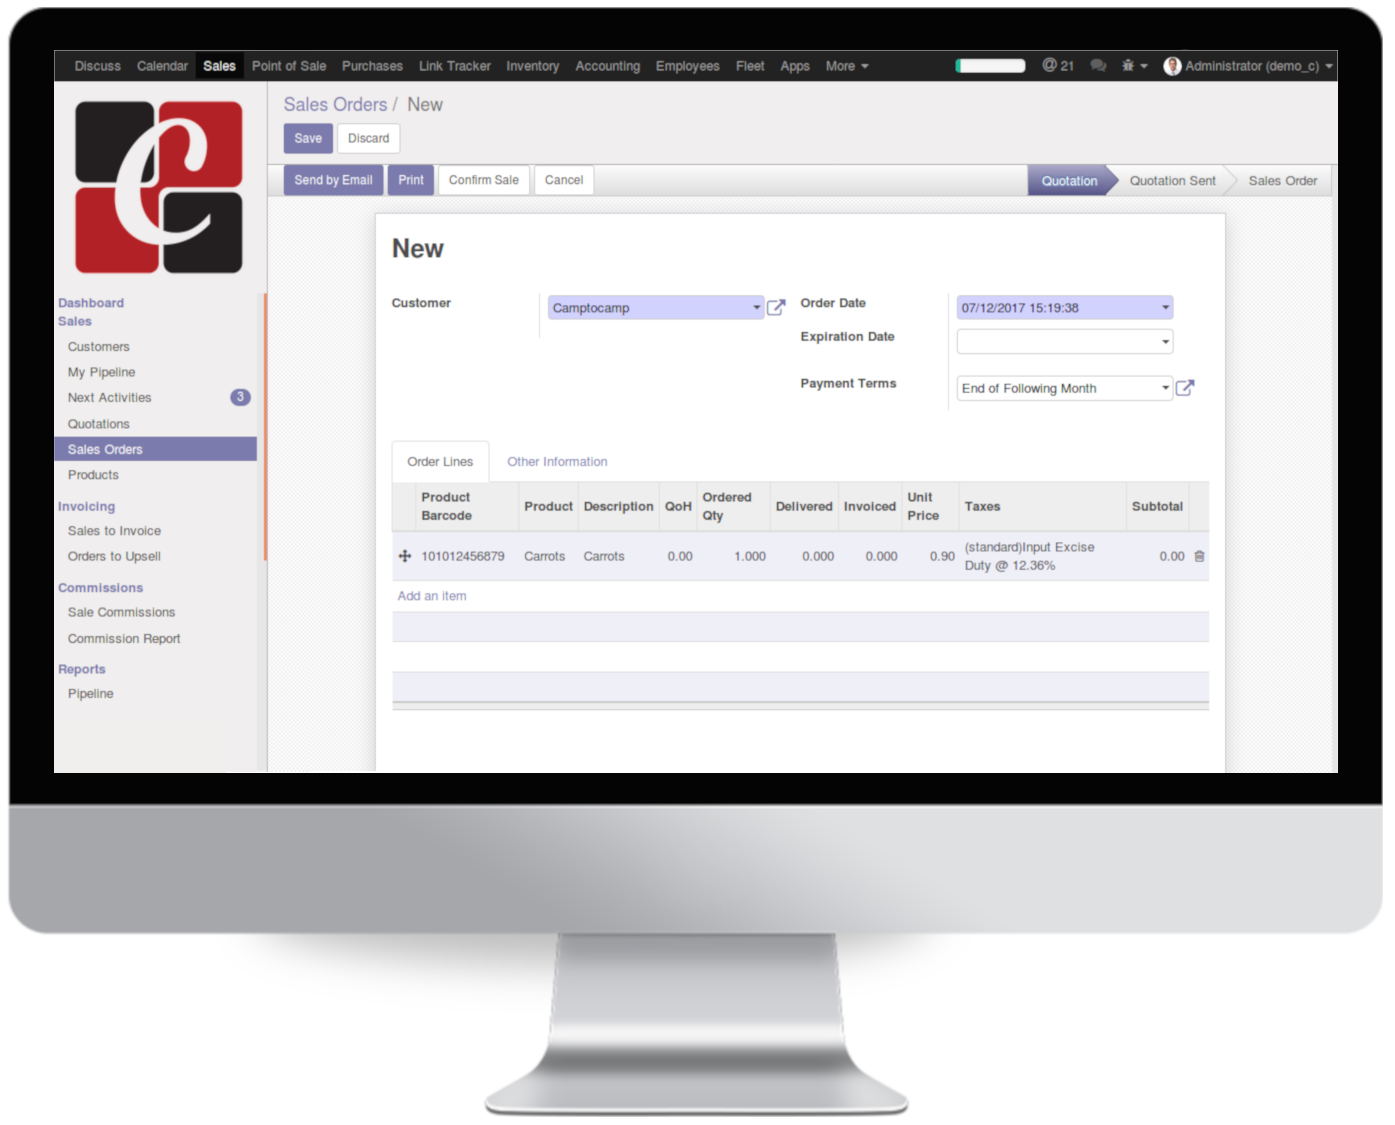 Discuss Calendar Sales Point of Sale Purchases Link Tracker Inventory Accounting Employees Fleet Apps More @ 21 Administrator (demo_c)
C
Sales Orders / New
Save Discard
Send by Email Print Confirm Sale Cancel Quotation Quotation Sent Sales Order
Dashboard
Sales
Customers
My Pipeline
Next Activities 3
Quotations
Sales Orders
Products
Invoicing
Sales to Invoice
Orders to Upsell
Commissions
Sale Commissions
Commission Report
Reports
Pipeline
New
Customer Camptocamp
Order Date 07/12/2017 15:19:38
Expiration Date
Payment Terms End of Following Month
Order Lines Other Information
Product Barcode Product Description QoH Ordered Qty Delivered Invoiced Unit Price Taxes Subtotal
101012456879 Carrots Carrots 0.00 1.000 0.000 0.000 0.90 (standard)Input Excise Duty @ 12.36% 0.00
Add an item